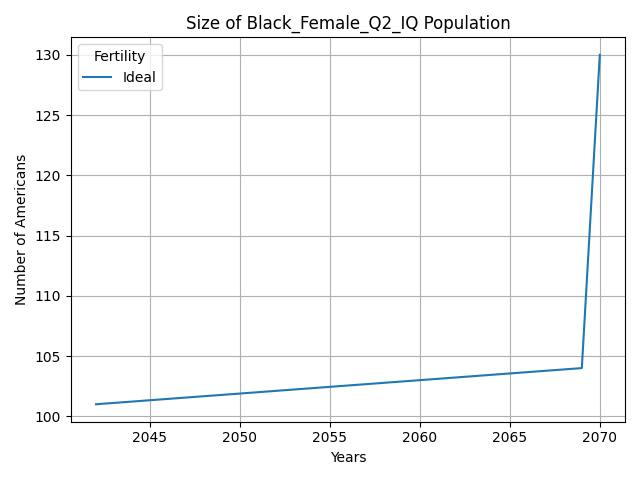 Size of Black_Female_Q2_IQ Population
Fertility
Ideal
130
125
120
115
110
105
100
Number of Americans
2045 2050 2055 2060 2065 2070
Years